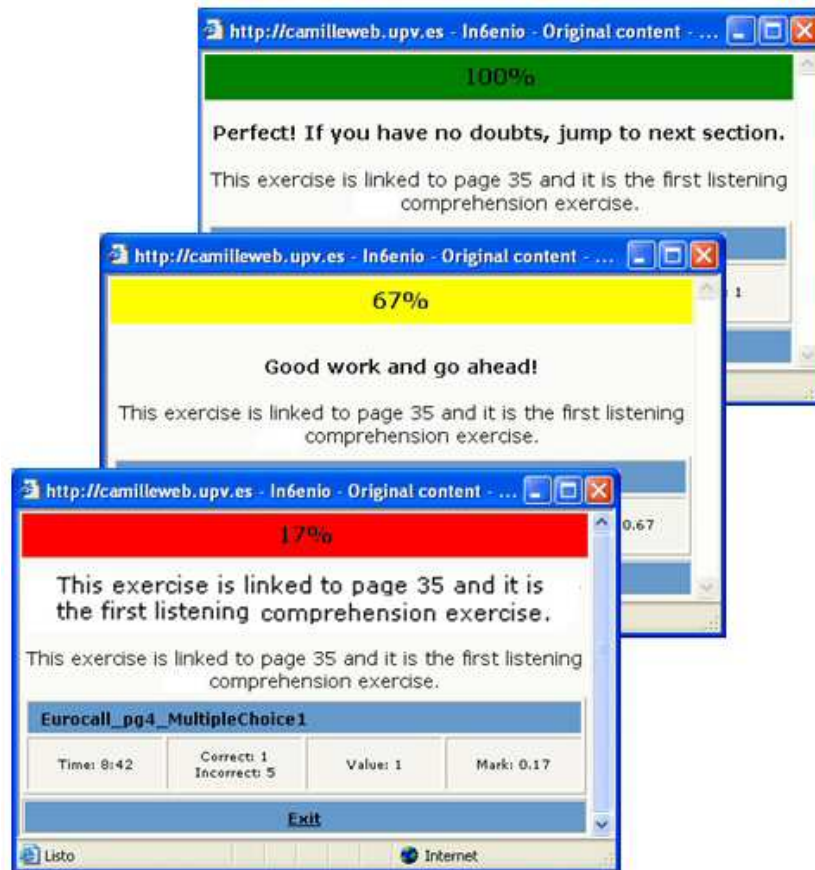 http://camilleweb.upv.es - In6enio - Original content - ...
100%
Perfect! If you have no doubts, jump to next section.
This exercise is linked to page 35 and it is the first listening
comprehension exercise.
1
http://camilleweb.upv.es - In6enio - Original content - ...
67%
Good work and go ahead!
This exercise is linked to page 35 and it is the first listening
comprehension exercise.
0.67
http://camilleweb.upv.es - In6enio - Original content - ...
17%
This exercise is linked to page 35 and it is
the first listening comprehension exercise.
This exercise is linked to page 35 and it is the first listening
comprehension exercise.
Eurocall_pg4_MultipleChoice1
Time: 8:42
Correct: 1
Incorrect: 5
Value: 1
Mark: 0.17
Exit
Listo
Internet